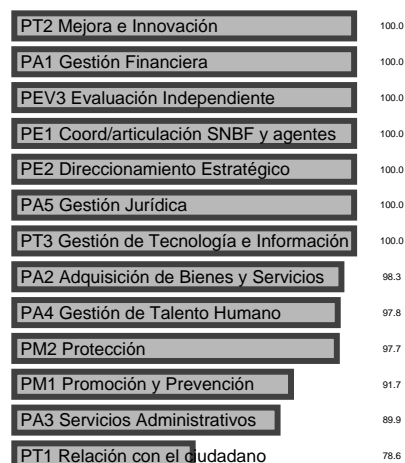 PT2 Mejora e Innovación 100.0
PA1 Gestión Financiera 100.0
PEV3 Evaluación Independiente 100.0
PE1 Coord/articulación SNBF y agentes 100.0
PE2 Direccionamiento Estratégico 100.0
PA5 Gestión Jurídica 100.0
PT3 Gestión de Tecnología e Información 100.0
PA2 Adquisición de Bienes y Servicios 98.3
PA4 Gestión de Talento Humano 97.8
PM2 Protección 97.7
PM1 Promoción y Prevención 91.7
PA3 Servicios Administrativos 89.9
PT1 Relación con el ciudadano 78.6